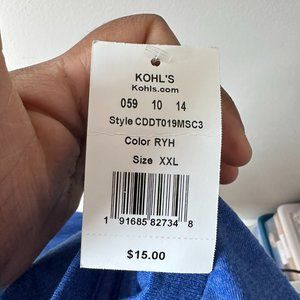 KOHL'S
Kohls.com
059 10 14
Style CDDT019MSC3
Color RYH
Size XXL
1 91685 82734 8
$15.00